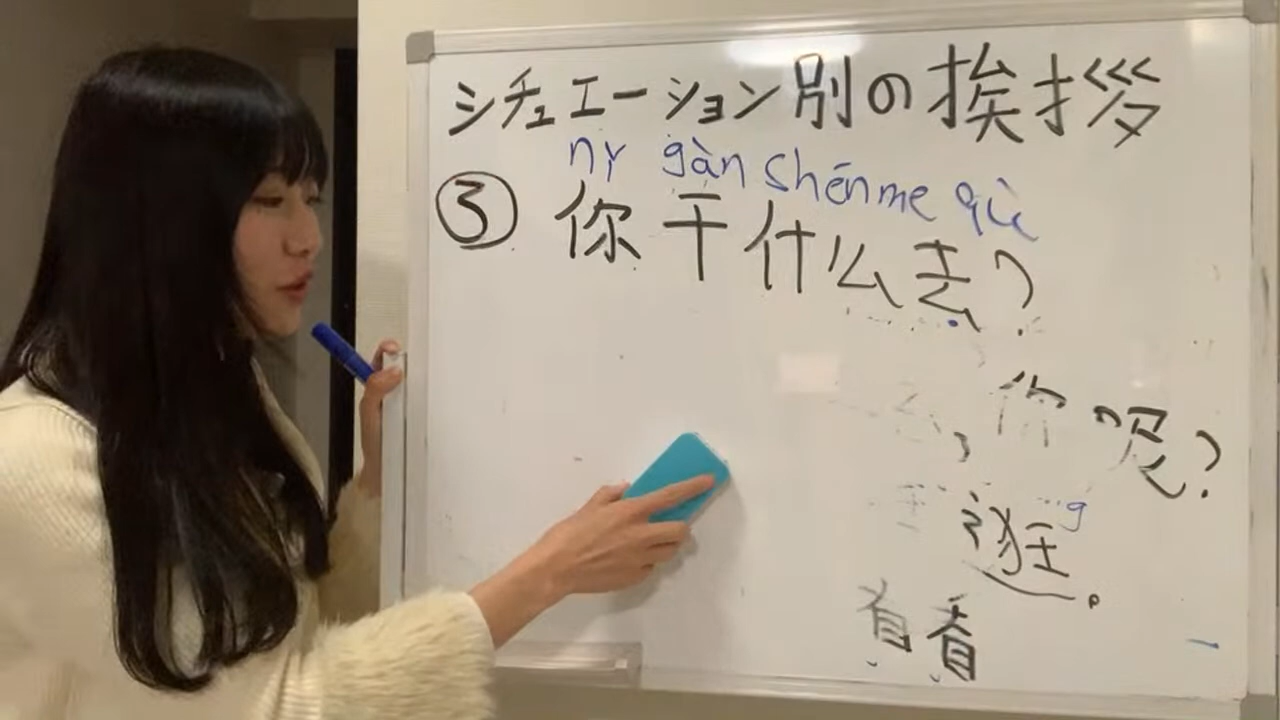 シチュエーション別の挨拶
nǐ gàn shénme qù
③ 你干什么去?
，你呢?
g
逛。
看看